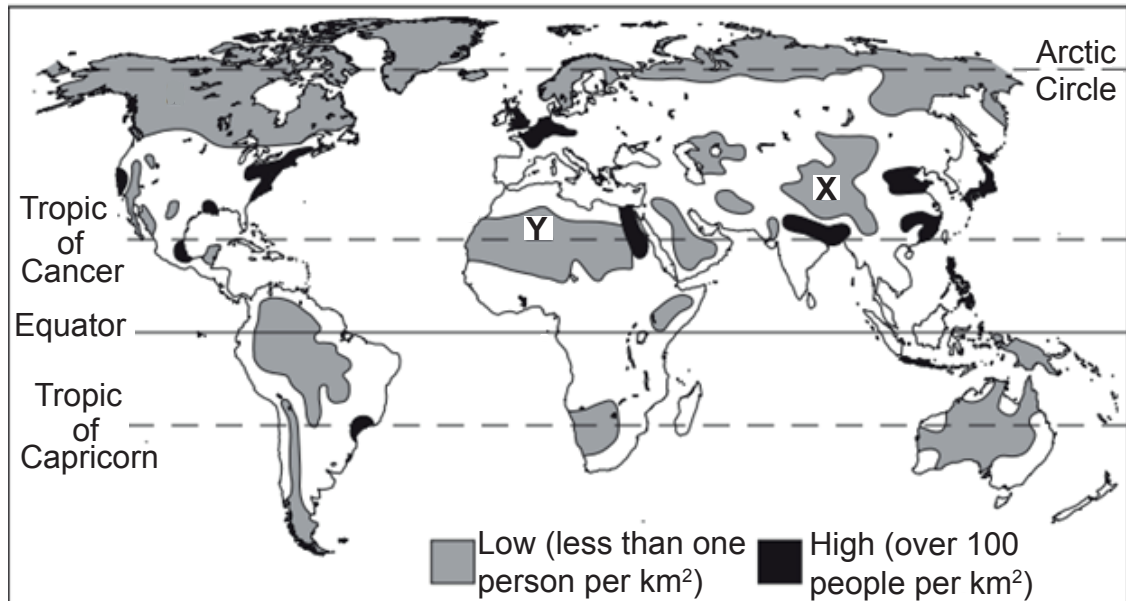 Arctic
Circle
X
Tropic
of
Cancer
Y
Equator
Tropic
of
Capricorn
Low (less than one
person per km²)
High (over 100
people per km²)